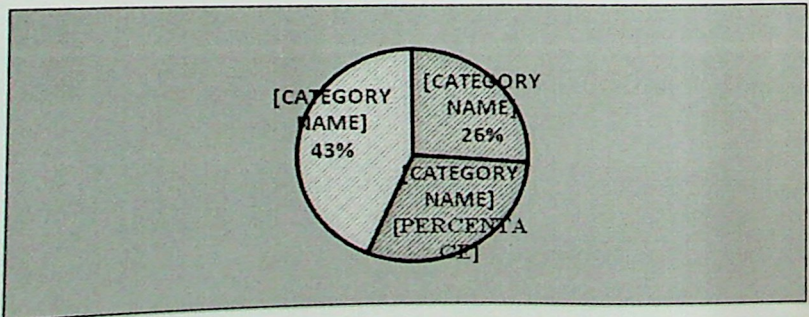 [CATEGORY
NAME]
43%
[CATEGORY
NAME]
26%
[CATEGORY
NAME]
[PERCENTA
GE]